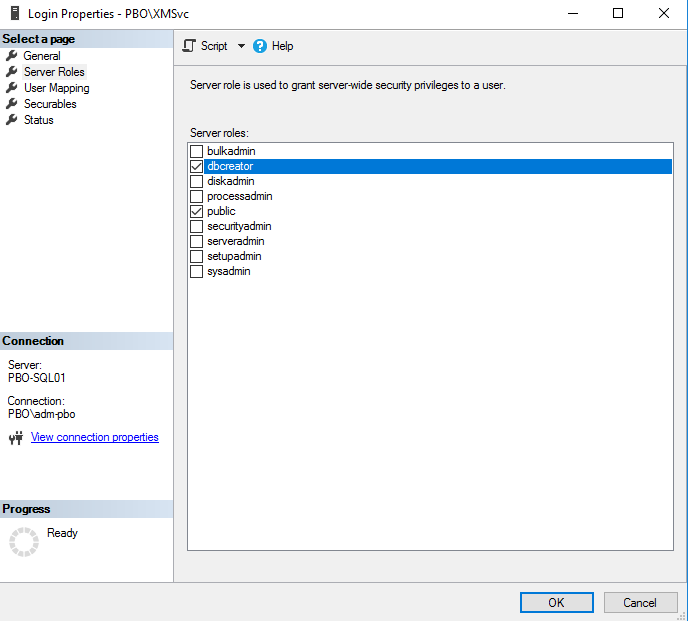 Login Properties - PBO\XMSvc
Select a page
General
Server Roles
User Mapping
Securables
Status
Script
Help
Server role is used to grant server-wide security privileges to a user.
Server roles:
bulkadmin
dbcreator
diskadmin
processadmin
public
securityadmin
serveradmin
setupadmin
sysadmin
Connection
Server:
PBO-SQL01
Connection:
PBO\adm-pbo
View connection properties
Progress
Ready
OK
Cancel